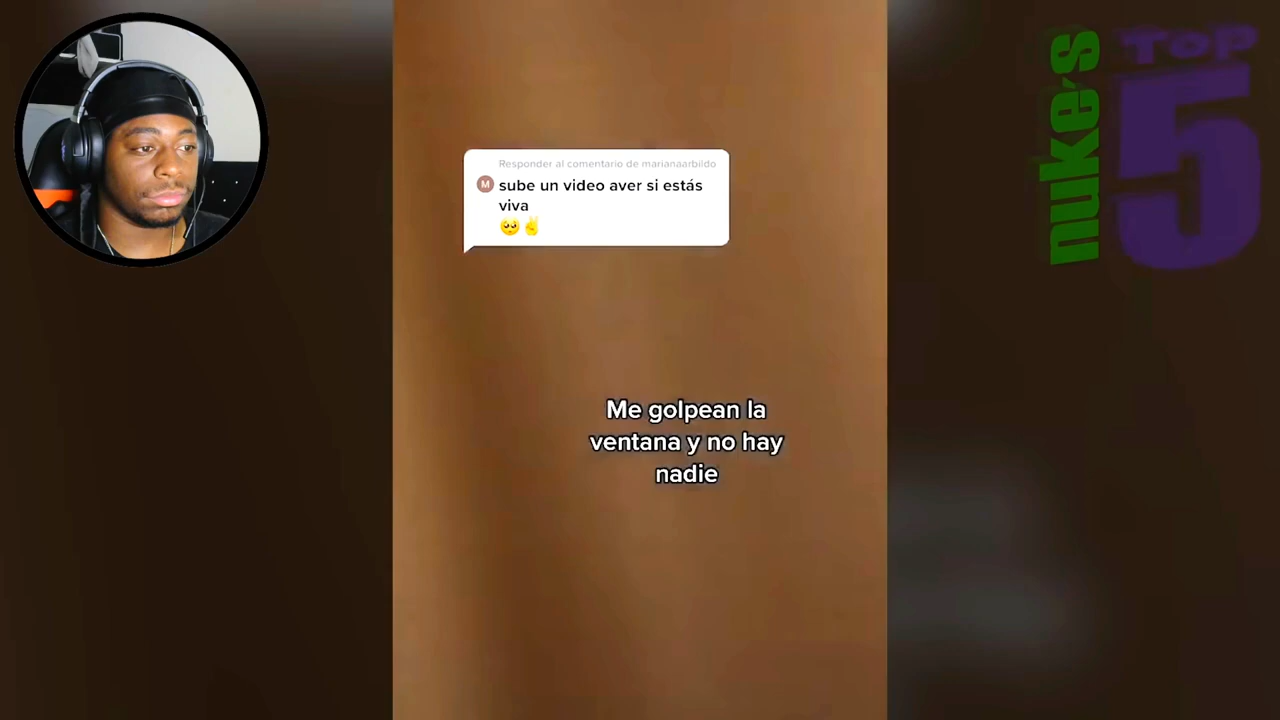 Responder al comentario de marianaarbildo
M
sube un video aver si estás
viva
🥺✌
Me golpean la
ventana y no hay
nadie
nuke's
Top
5